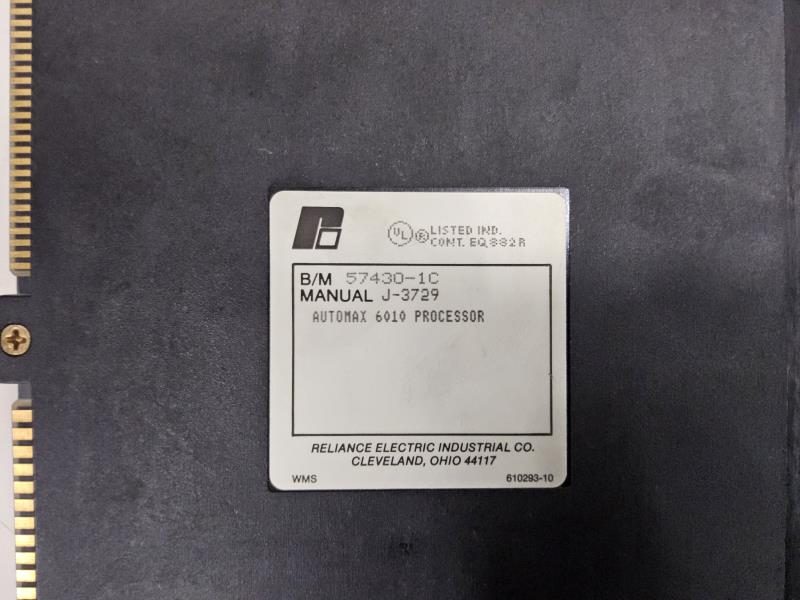 UL ® LISTED IND.
CONT. EQ.882R
B/M 57430-1C
MANUAL J-3729
AUTOMAX 6010 PROCESSOR
RELIANCE ELECTRIC INDUSTRIAL CO.
CLEVELAND, OHIO 44117
WMS 610293-10